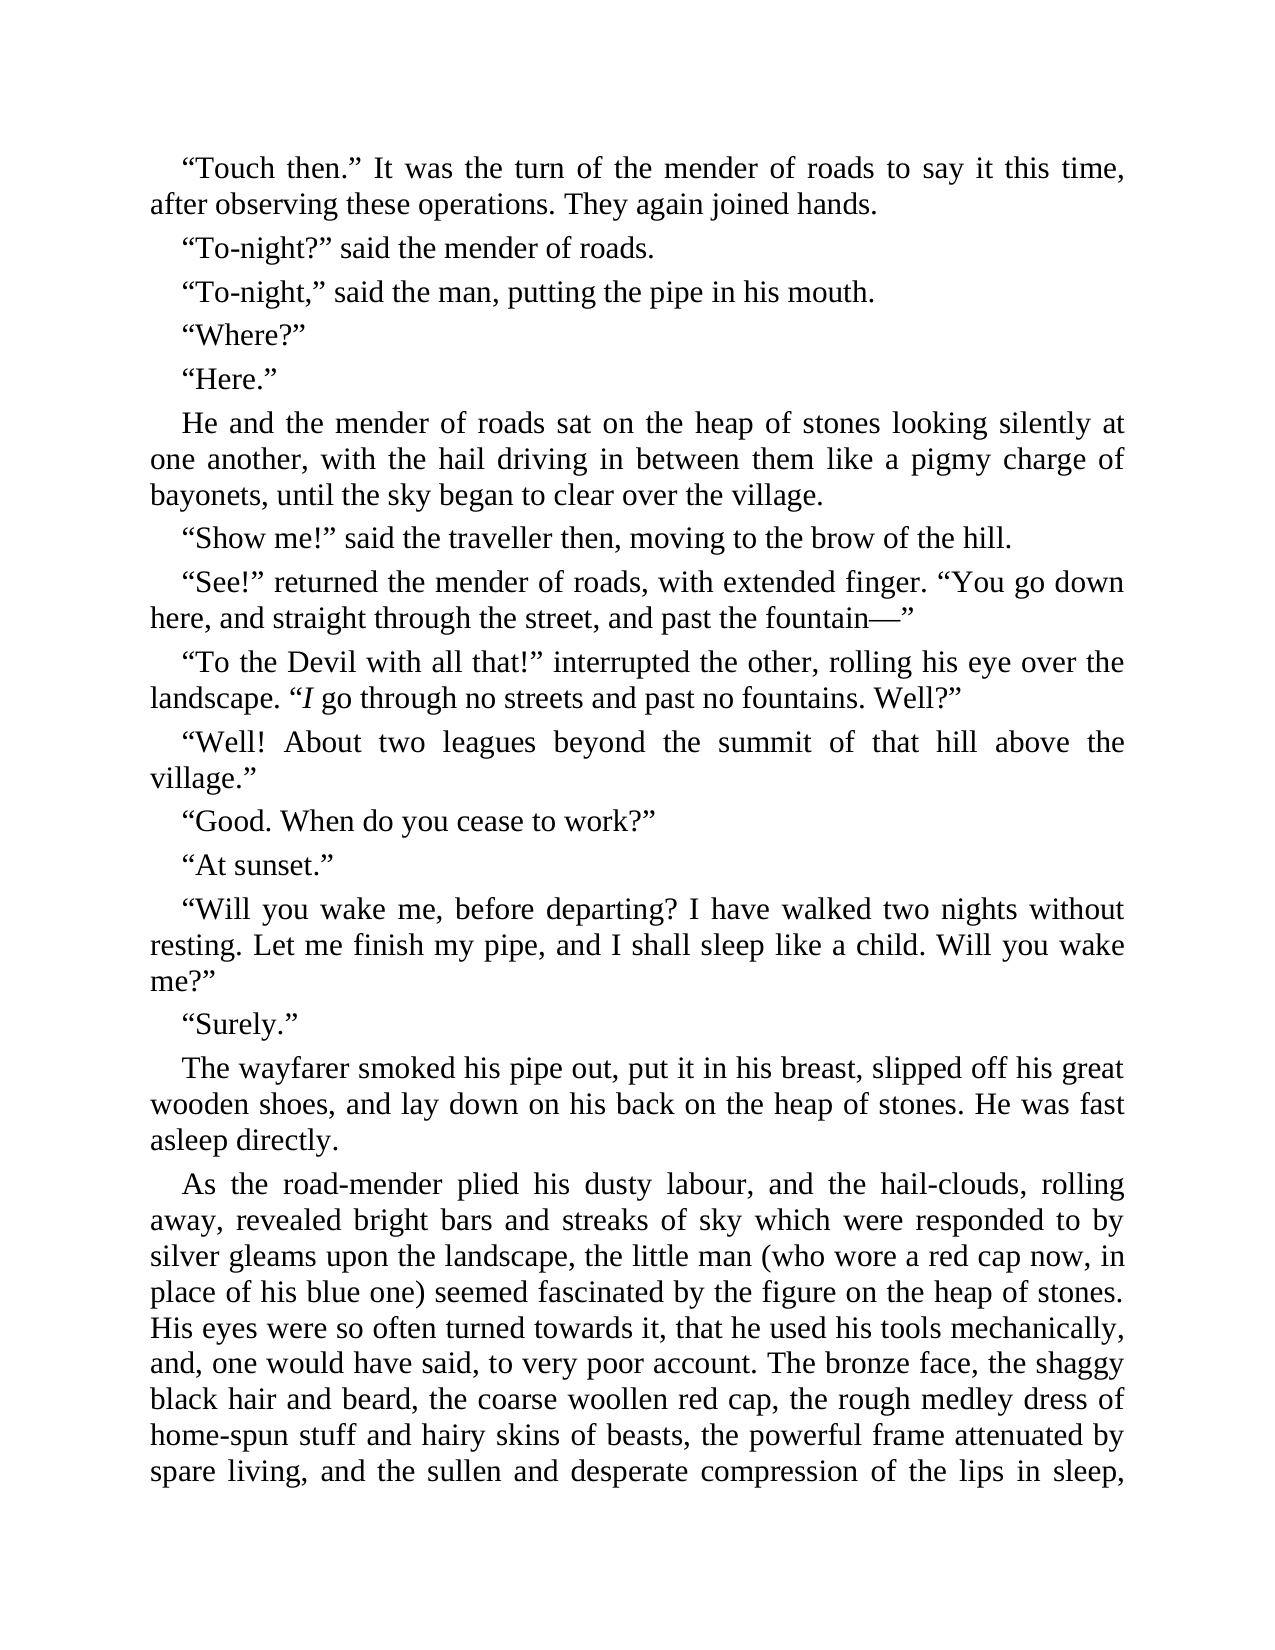 “Touch then.” It was the turn of the mender of roads to say it this time,
after observing these operations. They again joined hands.
“To-night?” said the mender of roads.
“To-night,” said the man, putting the pipe in his mouth.
“Where?”
“Here.”
He and the mender of roads sat on the heap of stones looking silently at
one another, with the hail driving in between them like a pigmy charge of
bayonets, until the sky began to clear over the village.
“Show me!” said the traveller then, moving to the brow of the hill.
“See!” returned the mender of roads, with extended finger. “You go down
here, and straight through the street, and past the fountain—”
“To the Devil with all that!” interrupted the other, rolling his eye over the
landscape. “I go through no streets and past no fountains. Well?”
“Well! About two leagues beyond the summit of that hill above the
village.”
“Good. When do you cease to work?”
“At sunset.”
“Will you wake me, before departing? I have walked two nights without
resting. Let me finish my pipe, and I shall sleep like a child. Will you wake
me?”
“Surely.”
The wayfarer smoked his pipe out, put it in his breast, slipped off his great
wooden shoes, and lay down on his back on the heap of stones. He was fast
asleep directly.
As the road-mender plied his dusty labour, and the hail-clouds, rolling
away, revealed bright bars and streaks of sky which were responded to by
silver gleams upon the landscape, the little man (who wore a red cap now, in
place of his blue one) seemed fascinated by the figure on the heap of stones.
His eyes were so often turned towards it, that he used his tools mechanically,
and, one would have said, to very poor account. The bronze face, the shaggy
black hair and beard, the coarse woollen red cap, the rough medley dress of
home-spun stuff and hairy skins of beasts, the powerful frame attenuated by
spare living, and the sullen and desperate compression of the lips in sleep,